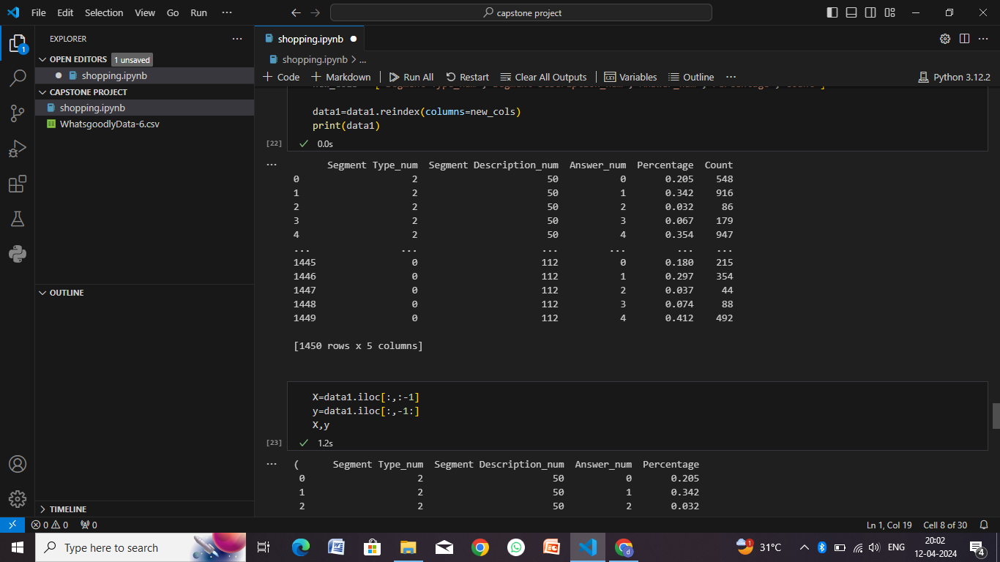 File Edit Selection View Go Run ··· capstone project
EXPLORER ···
OPEN EDITORS 1 unsaved
shopping.ipynb
CAPSTONE PROJECT
shopping.ipynb
WhatsgoodlyData-6.csv
OUTLINE
TIMELINE
1
shopping.ipynb
shopping.ipynb > ...
+ Code + Markdown Run All Restart Clear All Outputs Variables Outline ··· Python 3.12.2
data1=data1.reindex(columns=new_cols)
print(data1)
[22] ✓ 0.0s
··· Segment Type_num Segment Description_num Answer_num Percentage Count
0 2 50 0 0.205 548
1 2 50 1 0.342 916
2 2 50 2 0.032 86
3 2 50 3 0.067 179
4 2 50 4 0.354 947
... ... ... ... ... ...
1445 0 112 0 0.180 215
1446 0 112 1 0.297 354
1447 0 112 2 0.037 44
1448 0 112 3 0.074 88
1449 0 112 4 0.412 492
[1450 rows x 5 columns]
X=data1.iloc[:,:-1]
y=data1.iloc[:,-1:]
X,y
[23] ✓ 1.2s
··· ( Segment Type_num Segment Description_num Answer_num Percentage
0 2 50 0 0.205
1 2 50 1 0.342
2 2 50 2 0.032
0 0 0 Ln 1, Col 19 Cell 8 of 30
Type here to search 1 31°C ENG 20:02
12-04-2024 4